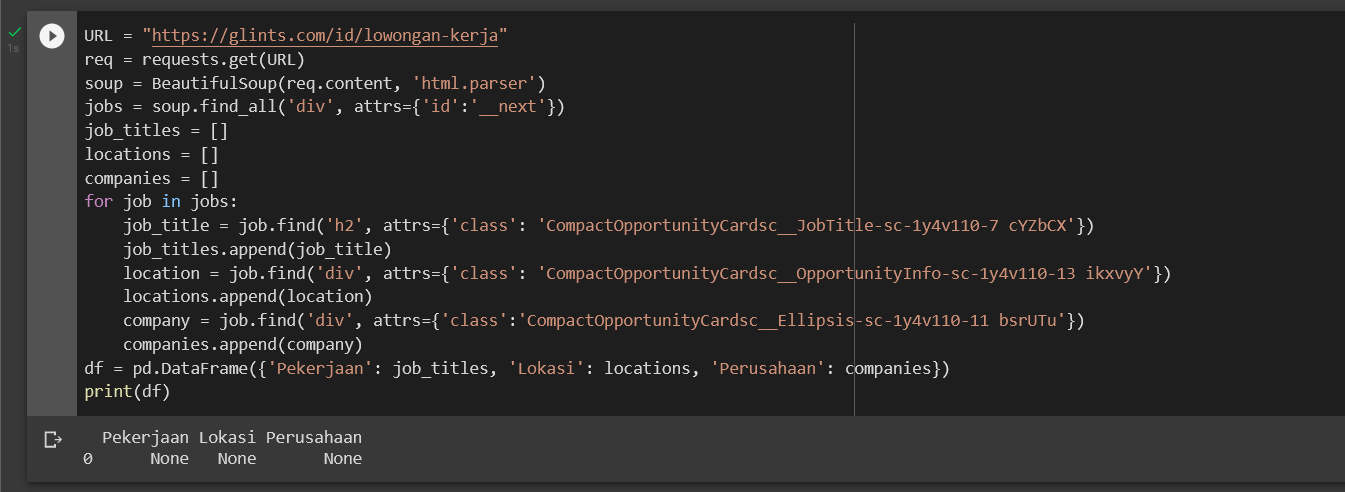 1s
URL = "https://glints.com/id/lowongan-kerja"
req = requests.get(URL)
soup = BeautifulSoup(req.content, 'html.parser')
jobs = soup.find_all('div', attrs={'id':'__next'})
job_titles = []
locations = []
companies = []
for job in jobs:
    job_title = job.find('h2', attrs={'class': 'CompactOpportunityCardsc__JobTitle-sc-1y4v110-7 cYZbCX'})
    job_titles.append(job_title)
    location = job.find('div', attrs={'class': 'CompactOpportunityCardsc__OpportunityInfo-sc-1y4v110-13 ikxvyY'})
    locations.append(location)
    company = job.find('div', attrs={'class':'CompactOpportunityCardsc__Ellipsis-sc-1y4v110-11 bsrUTu'})
    companies.append(company)
df = pd.DataFrame({'Pekerjaan': job_titles, 'Lokasi': locations, 'Perusahaan': companies})
print(df)
  Pekerjaan Lokasi Perusahaan
0      None   None       None